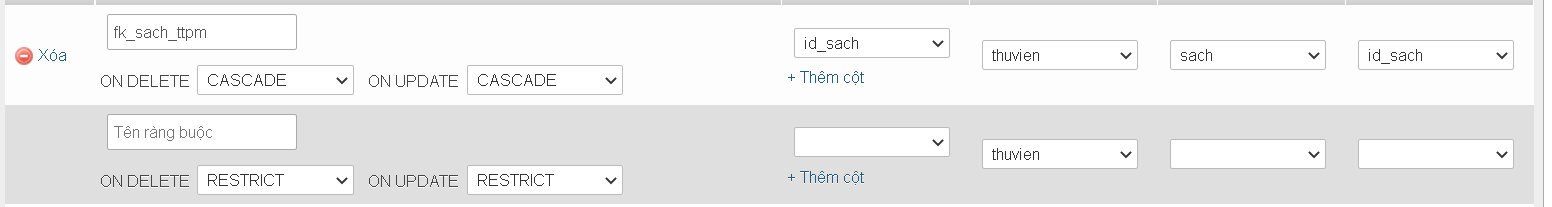 fk_sach_ttpm
Xóa
ON DELETE CASCADE ON UPDATE CASCADE
id_sach
+ Thêm cột
thuvien
sach
id_sach
Tên ràng buộc
ON DELETE RESTRICT ON UPDATE RESTRICT
+ Thêm cột
thuvien